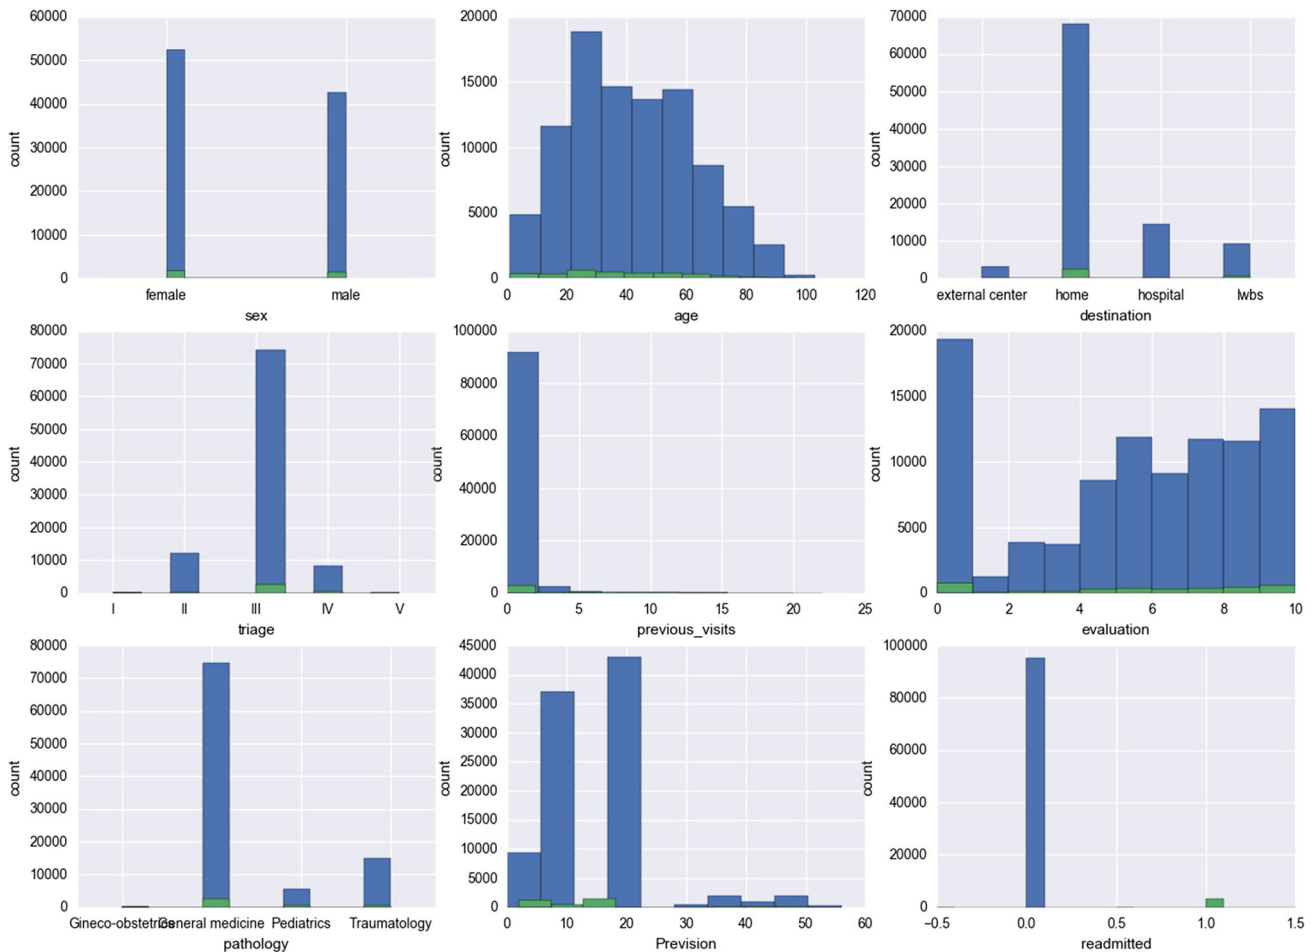 60000
50000
40000
30000
20000
10000
0
count
female
male
sex
20000
15000
10000
5000
0
count
0
20
40
60
80
100
120
age
70000
60000
50000
40000
30000
20000
10000
0
count
external center
home
hospital
lwbs
destination
80000
70000
60000
50000
40000
30000
20000
10000
0
count
I
II
III
IV
V
triage
100000
80000
60000
40000
20000
0
count
0
5
10
15
20
25
previous_visits
20000
15000
10000
5000
0
count
0
2
4
6
8
10
evaluation
80000
70000
60000
50000
40000
30000
20000
10000
0
count
Gineco-obstetrics
General medicine
Pediatrics
Traumatology
pathology
45000
40000
35000
30000
25000
20000
15000
10000
5000
0
count
0
10
20
30
40
50
60
Prevision
100000
80000
60000
40000
20000
0
count
−0.5
0.0
0.5
1.0
1.5
readmitted